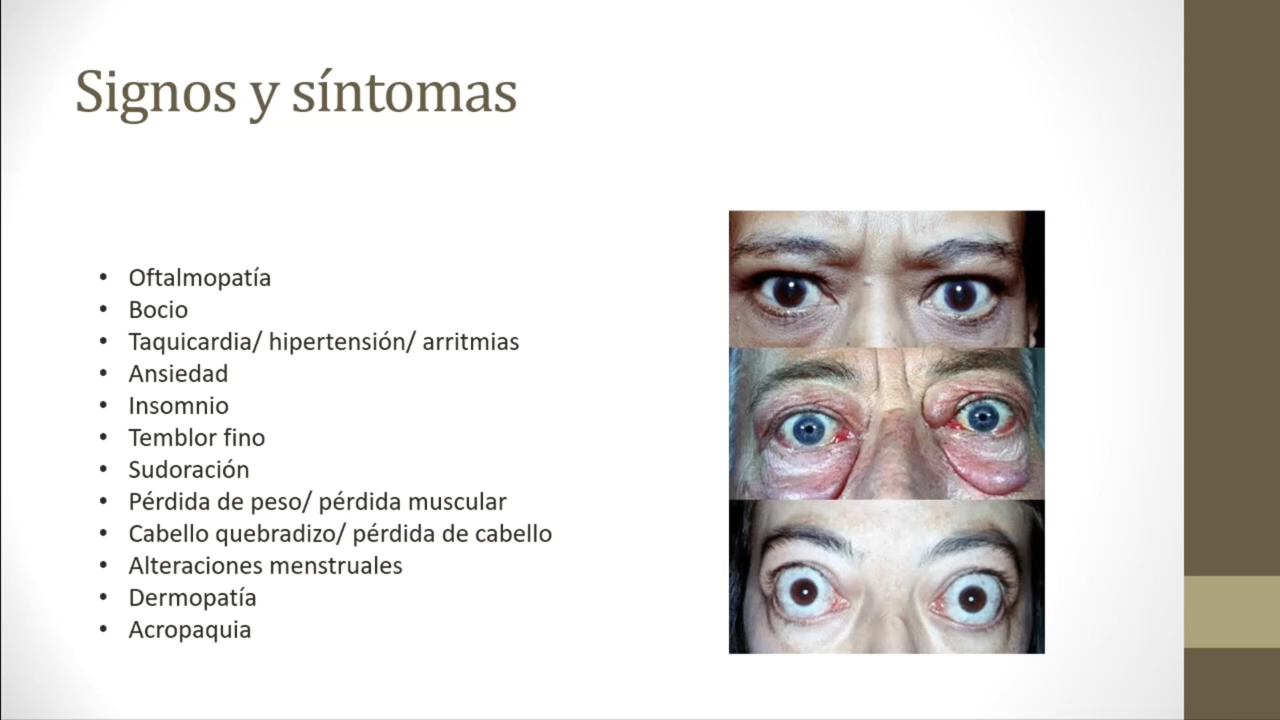 Signos y síntomas
• Oftalmopatía
• Bocio
• Taquicardia/ hipertensión/ arritmias
• Ansiedad
• Insomnio
• Temblor fino
• Sudoración
• Pérdida de peso/ pérdida muscular
• Cabello quebradizo/ pérdida de cabello
• Alteraciones menstruales
• Dermopatía
• Acropaquia